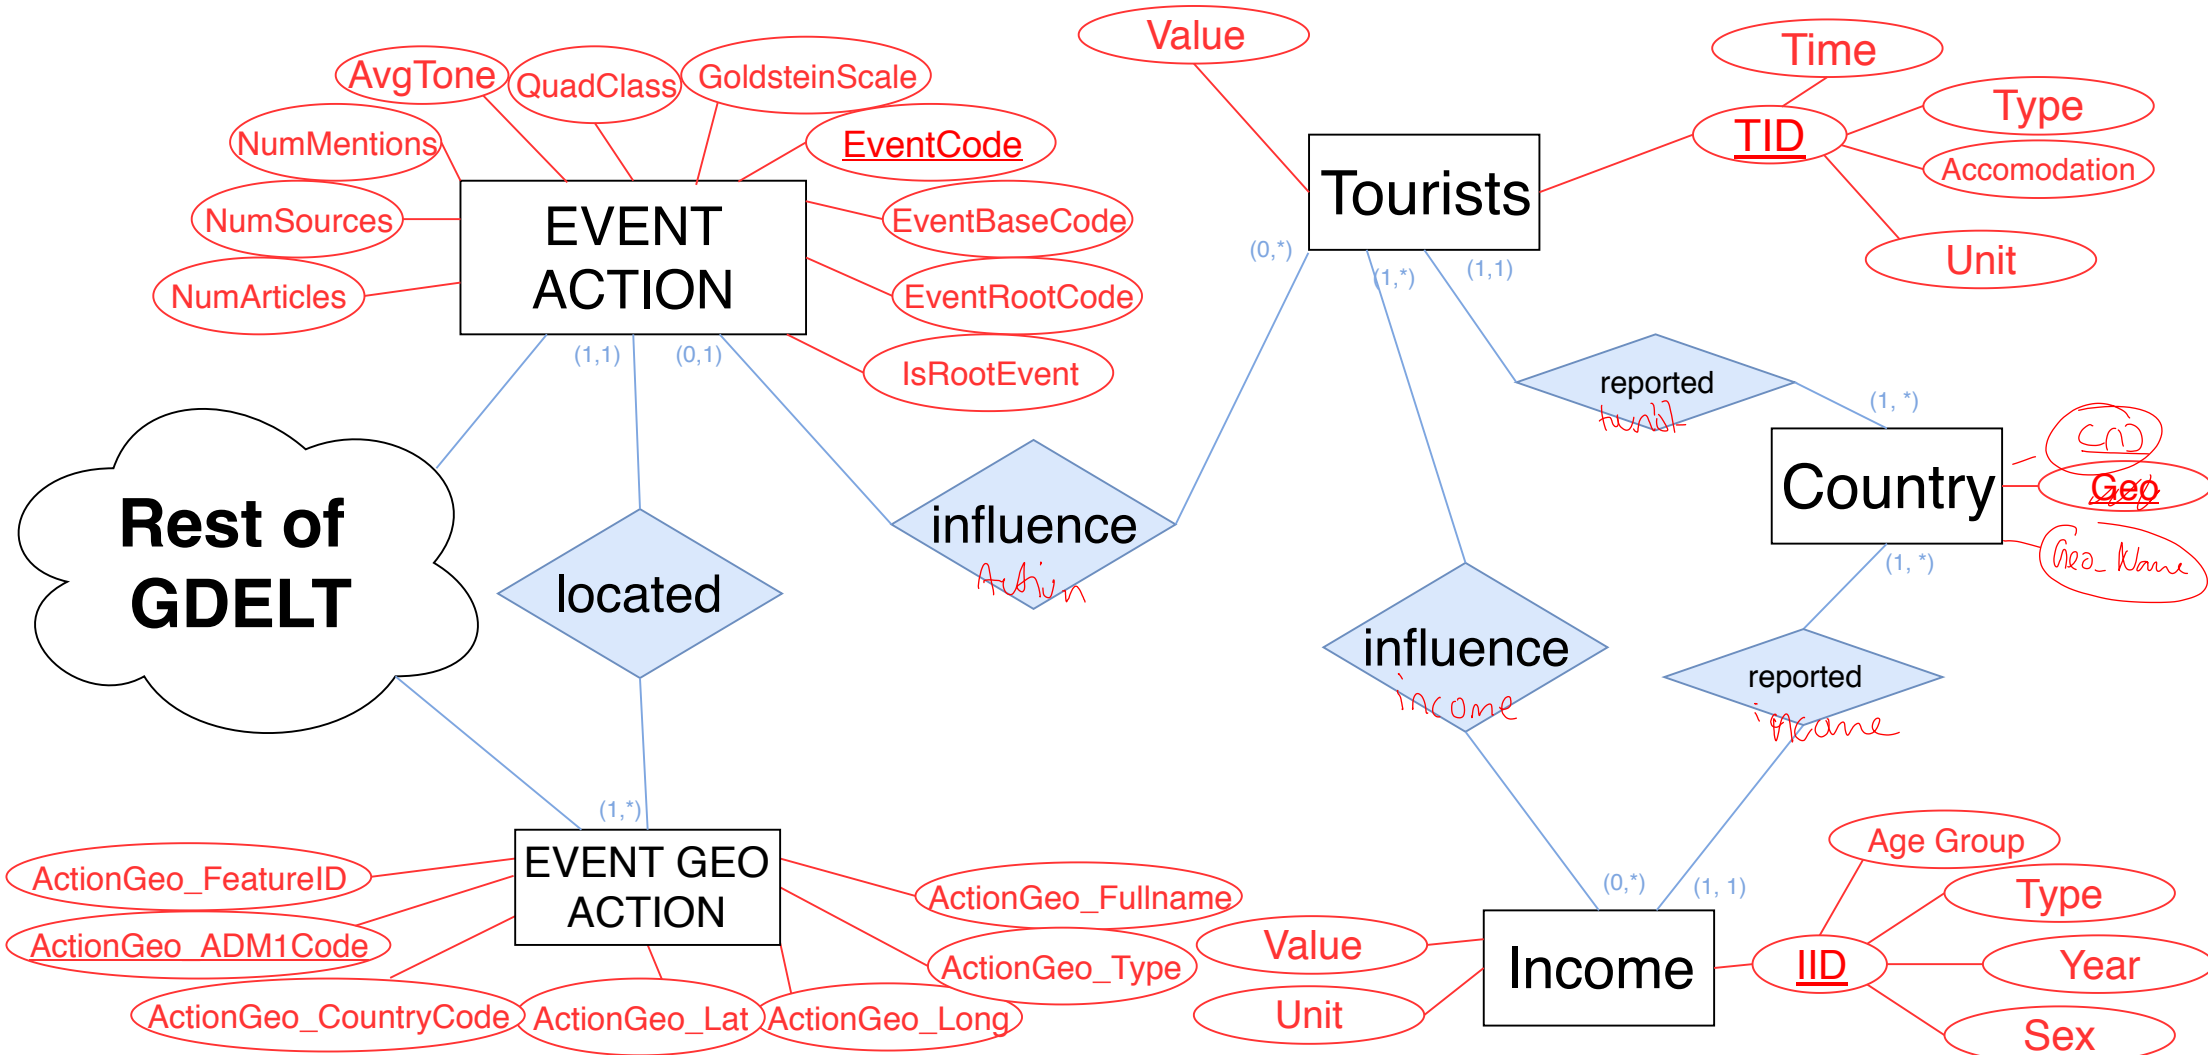 Value
Time
AvgTone
QuadClass
GoldsteinScale
Type
NumMentions
EventCode
TID
Accomodation
NumSources
EVENT
ACTION
EventBaseCode
Tourists
Unit
NumArticles
EventRootCode
(0,*)
(1,*)
(1,1)
(1,1)
(0,1)
IsRootEvent
reported
(1, *)
Country
Geo
Geo_Name
Rest of
GDELT
influence
Action
located
(1, *)
influence
income
reported
income
(1,*)
EVENT GEO
ACTION
ActionGeo_FeatureID
ActionGeo_Fullname
ActionGeo_ADM1Code
ActionGeo_Type
ActionGeo_CountryCode
ActionGeo_Lat
ActionGeo_Long
(0,*)
(1, 1)
Age Group
Type
Value
Income
IID
Year
Unit
Sex